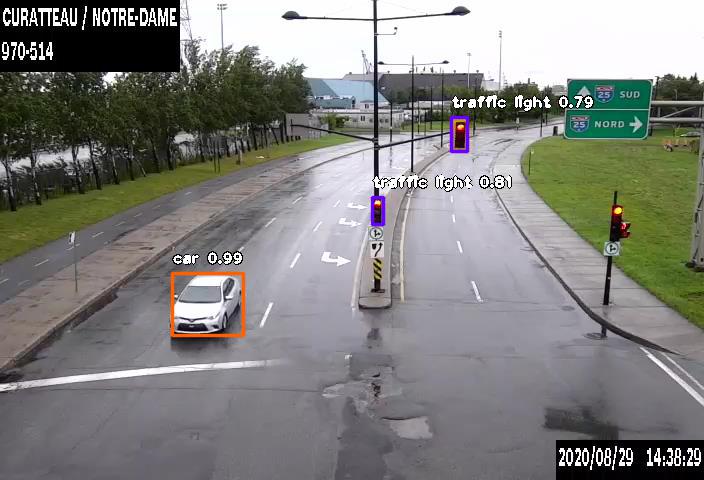 CURATTEAU / NOTRE-DAME
970-514
traffic light 0.79
25 SUD
25 NORD
traffic light 0.81
car 0.99
2020/08/29 14:38:29